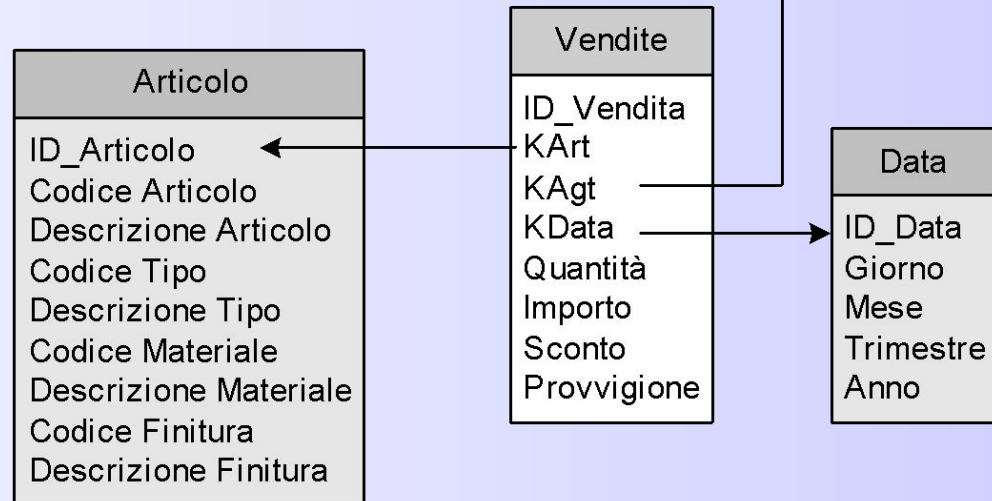 Articolo
ID_Articolo
Codice Articolo
Descrizione Articolo
Codice Tipo
Descrizione Tipo
Codice Materiale
Descrizione Materiale
Codice Finitura
Descrizione Finitura
Vendite
ID_Vendita
KArt
KAgt
KData
Quantità
Importo
Sconto
Provvigione
Data
ID_Data
Giorno
Mese
Trimestre
Anno